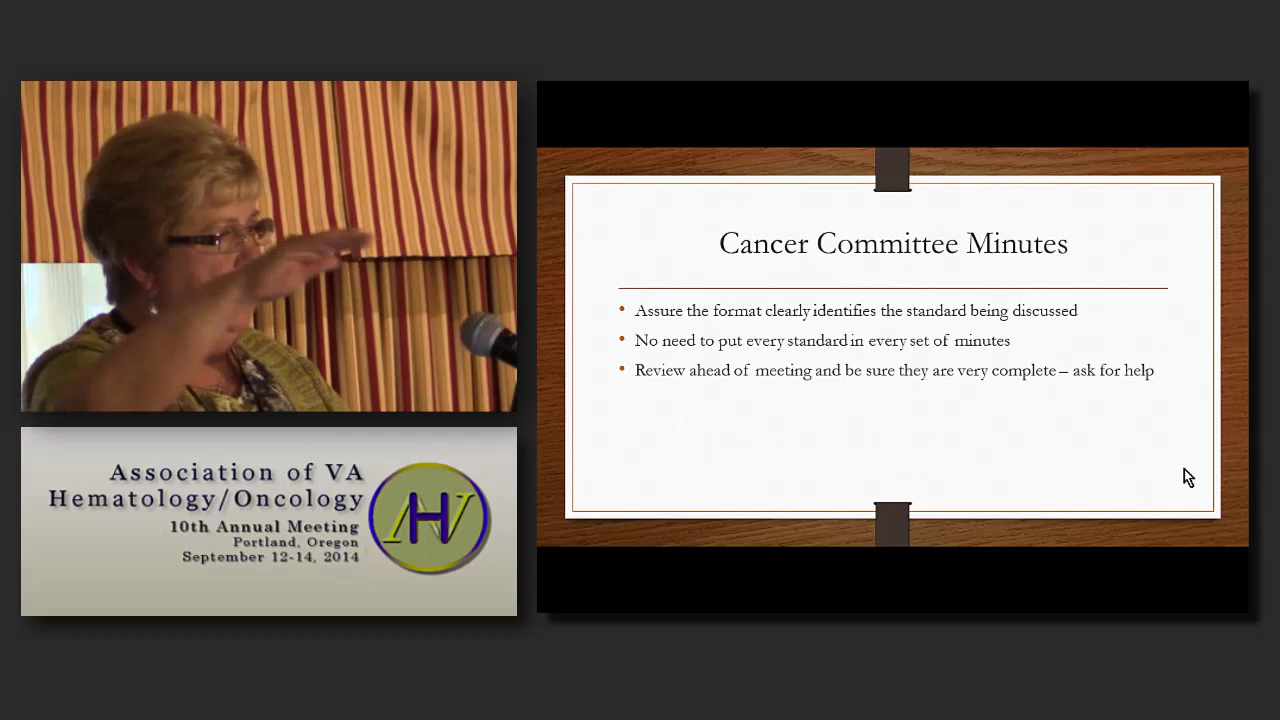 Association of VA
Hematology/Oncology
10th Annual Meeting
Portland, Oregon
September 12-14, 2014
Cancer Committee Minutes
• Assure the format clearly identifies the standard being discussed
• No need to put every standard in every set of minutes
• Review ahead of meeting and be sure they are very complete – ask for help